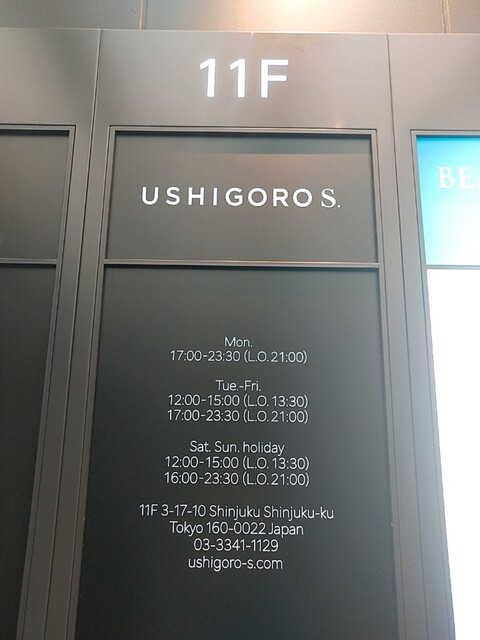 11F
USHIGORO S.
Mon.
17:00-23:30 (L.O. 21:00)
Tue.-Fri.
12:00-15:00 (L.O. 13:30)
17:00-23:30 (L.O. 21:00)
Sat. Sun. holiday
12:00-15:00 (L.O. 13:30)
16:00-23:30 (L.O. 21:00)
11F 3-17-10 Shinjuku Shinjuku-ku
Tokyo 160-0022 Japan
03-3341-1129
ushigoro-s.com